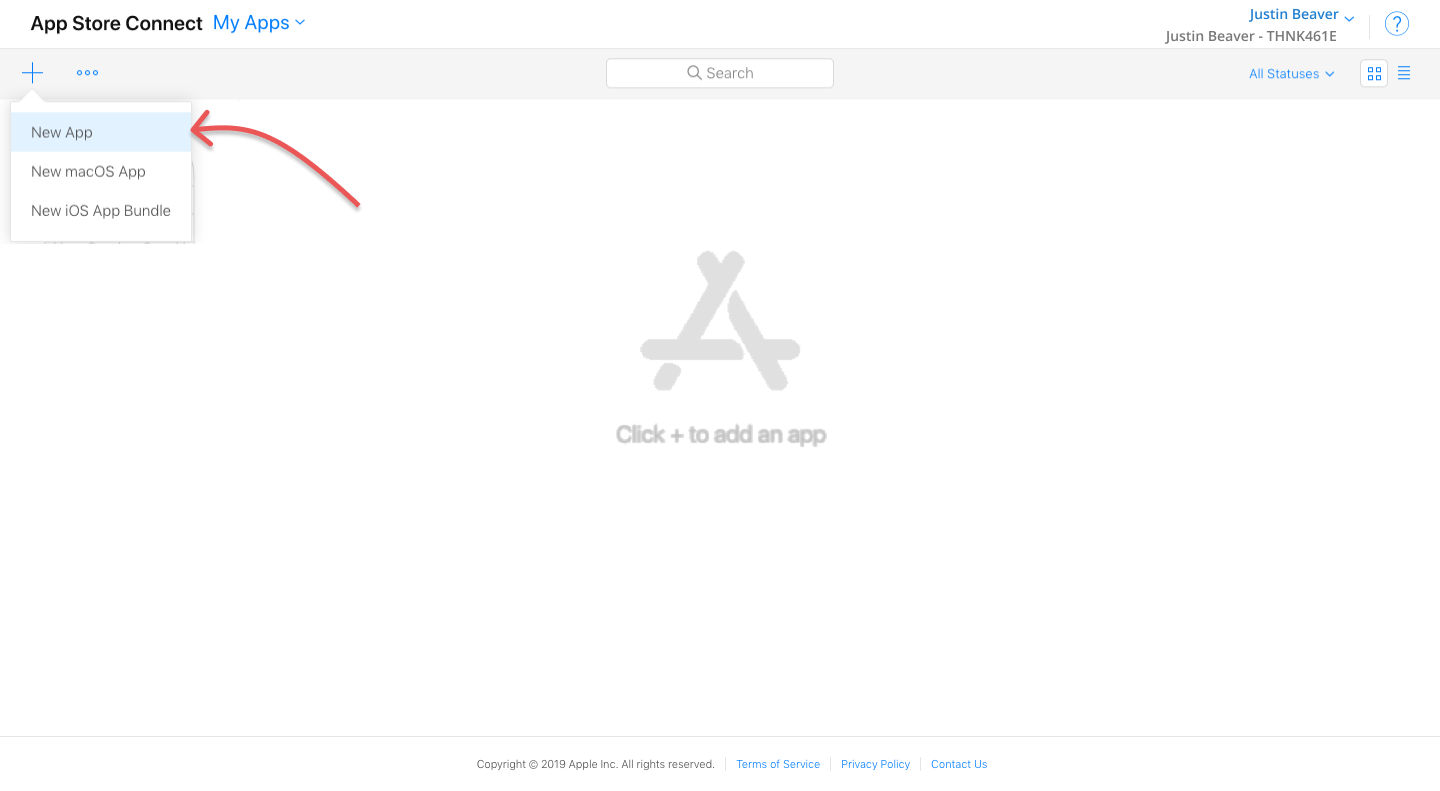 App Store Connect My Apps
Justin Beaver
Justin Beaver - THNK461E
?
Search
All Statuses
New App
New macOS App
New iOS App Bundle
Click + to add an app
Copyright © 2019 Apple Inc. All rights reserved. Terms of Service Privacy Policy Contact Us